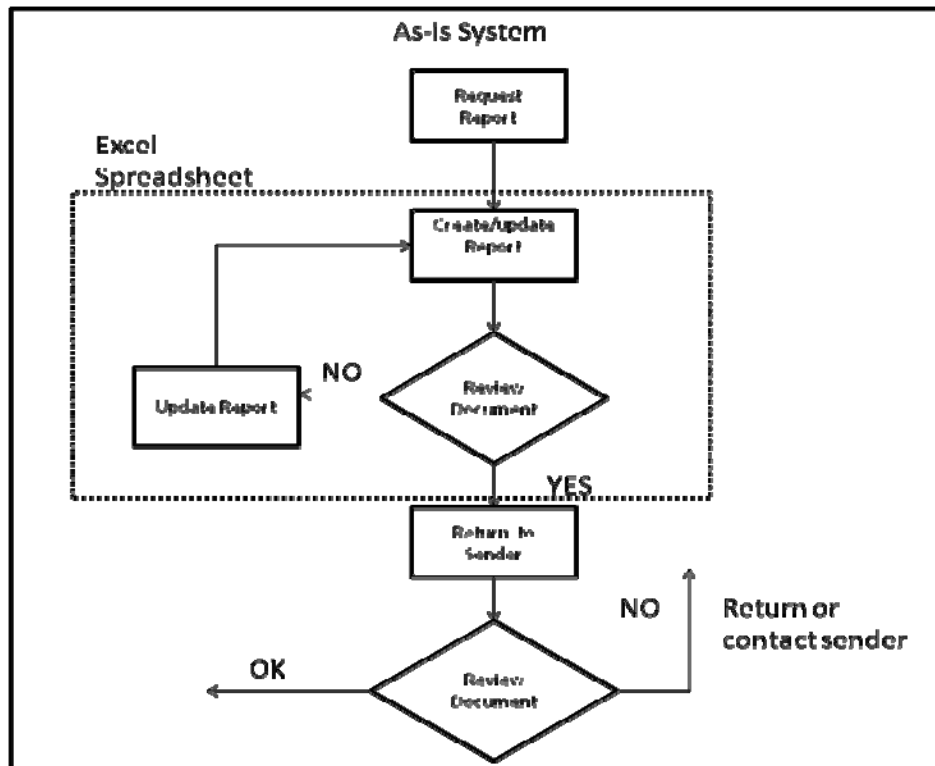 As-Is System
Request
Report
Excel
Spreadsheet
Create/update
Report
NO
Review
Document
Update Report
YES
Return to
Sender
NO
Return or
contact sender
OK
Review
Document